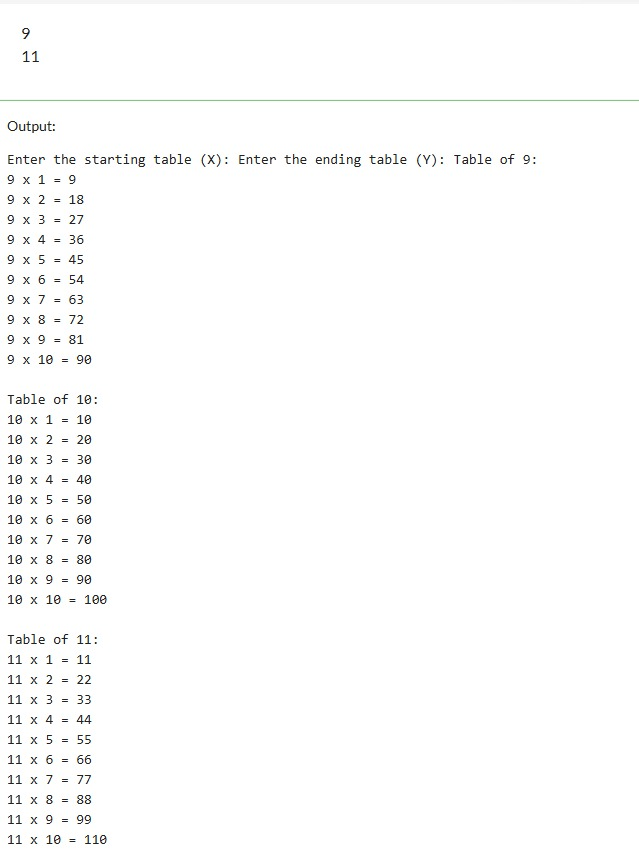 9
11
Output:
Enter the starting table (X): Enter the ending table (Y): Table of 9:
9 x 1 = 9
9 x 2 = 18
9 x 3 = 27
9 x 4 = 36
9 x 5 = 45
9 x 6 = 54
9 x 7 = 63
9 x 8 = 72
9 x 9 = 81
9 x 10 = 90
Table of 10:
10 x 1 = 10
10 x 2 = 20
10 x 3 = 30
10 x 4 = 40
10 x 5 = 50
10 x 6 = 60
10 x 7 = 70
10 x 8 = 80
10 x 9 = 90
10 x 10 = 100
Table of 11:
11 x 1 = 11
11 x 2 = 22
11 x 3 = 33
11 x 4 = 44
11 x 5 = 55
11 x 6 = 66
11 x 7 = 77
11 x 8 = 88
11 x 9 = 99
11 x 10 = 110